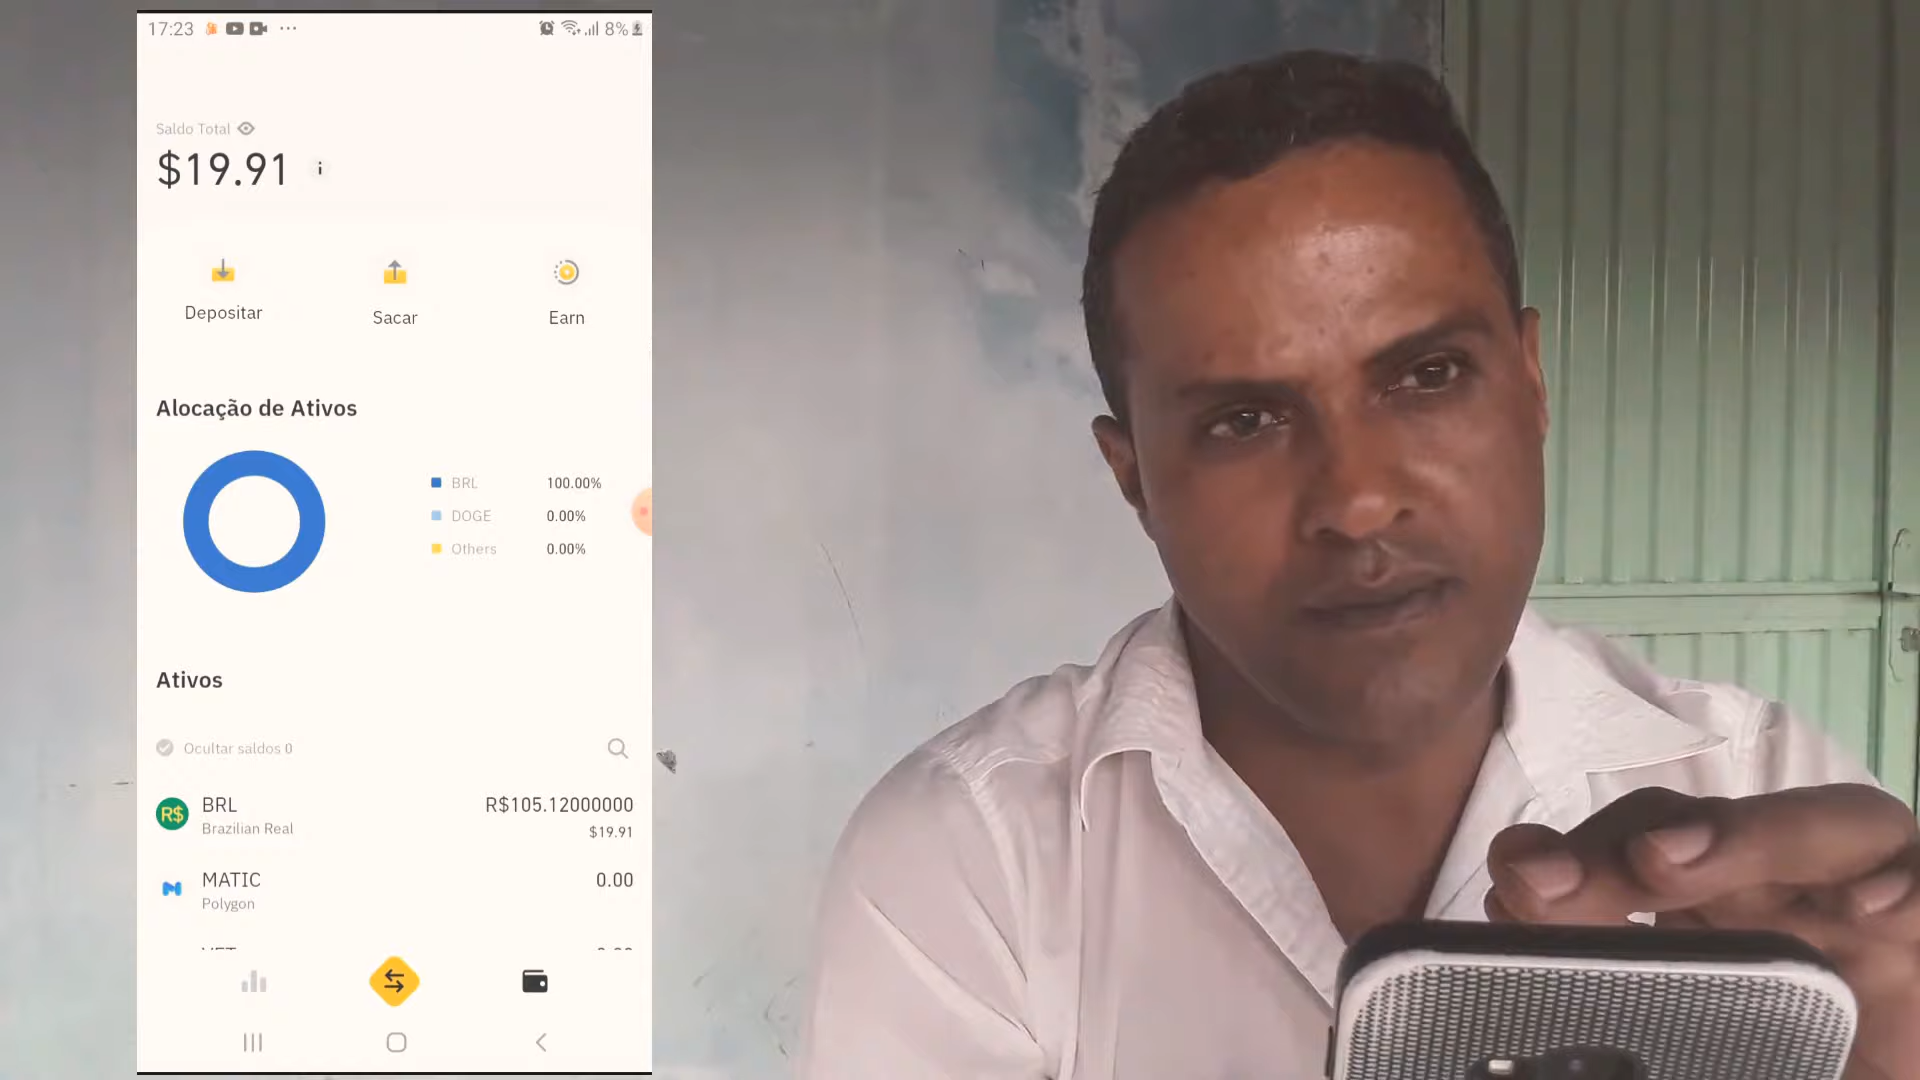 17:23
8%
Saldo Total
$19.91
i
Depositar
Sacar
Earn
Alocação de Ativos
BRL 100.00%
DOGE 0.00%
Others 0.00%
Ativos
Ocultar saldos 0
R$
BRL R$105.12000000
Brazilian Real $19.91
MATIC 0.00
Polygon